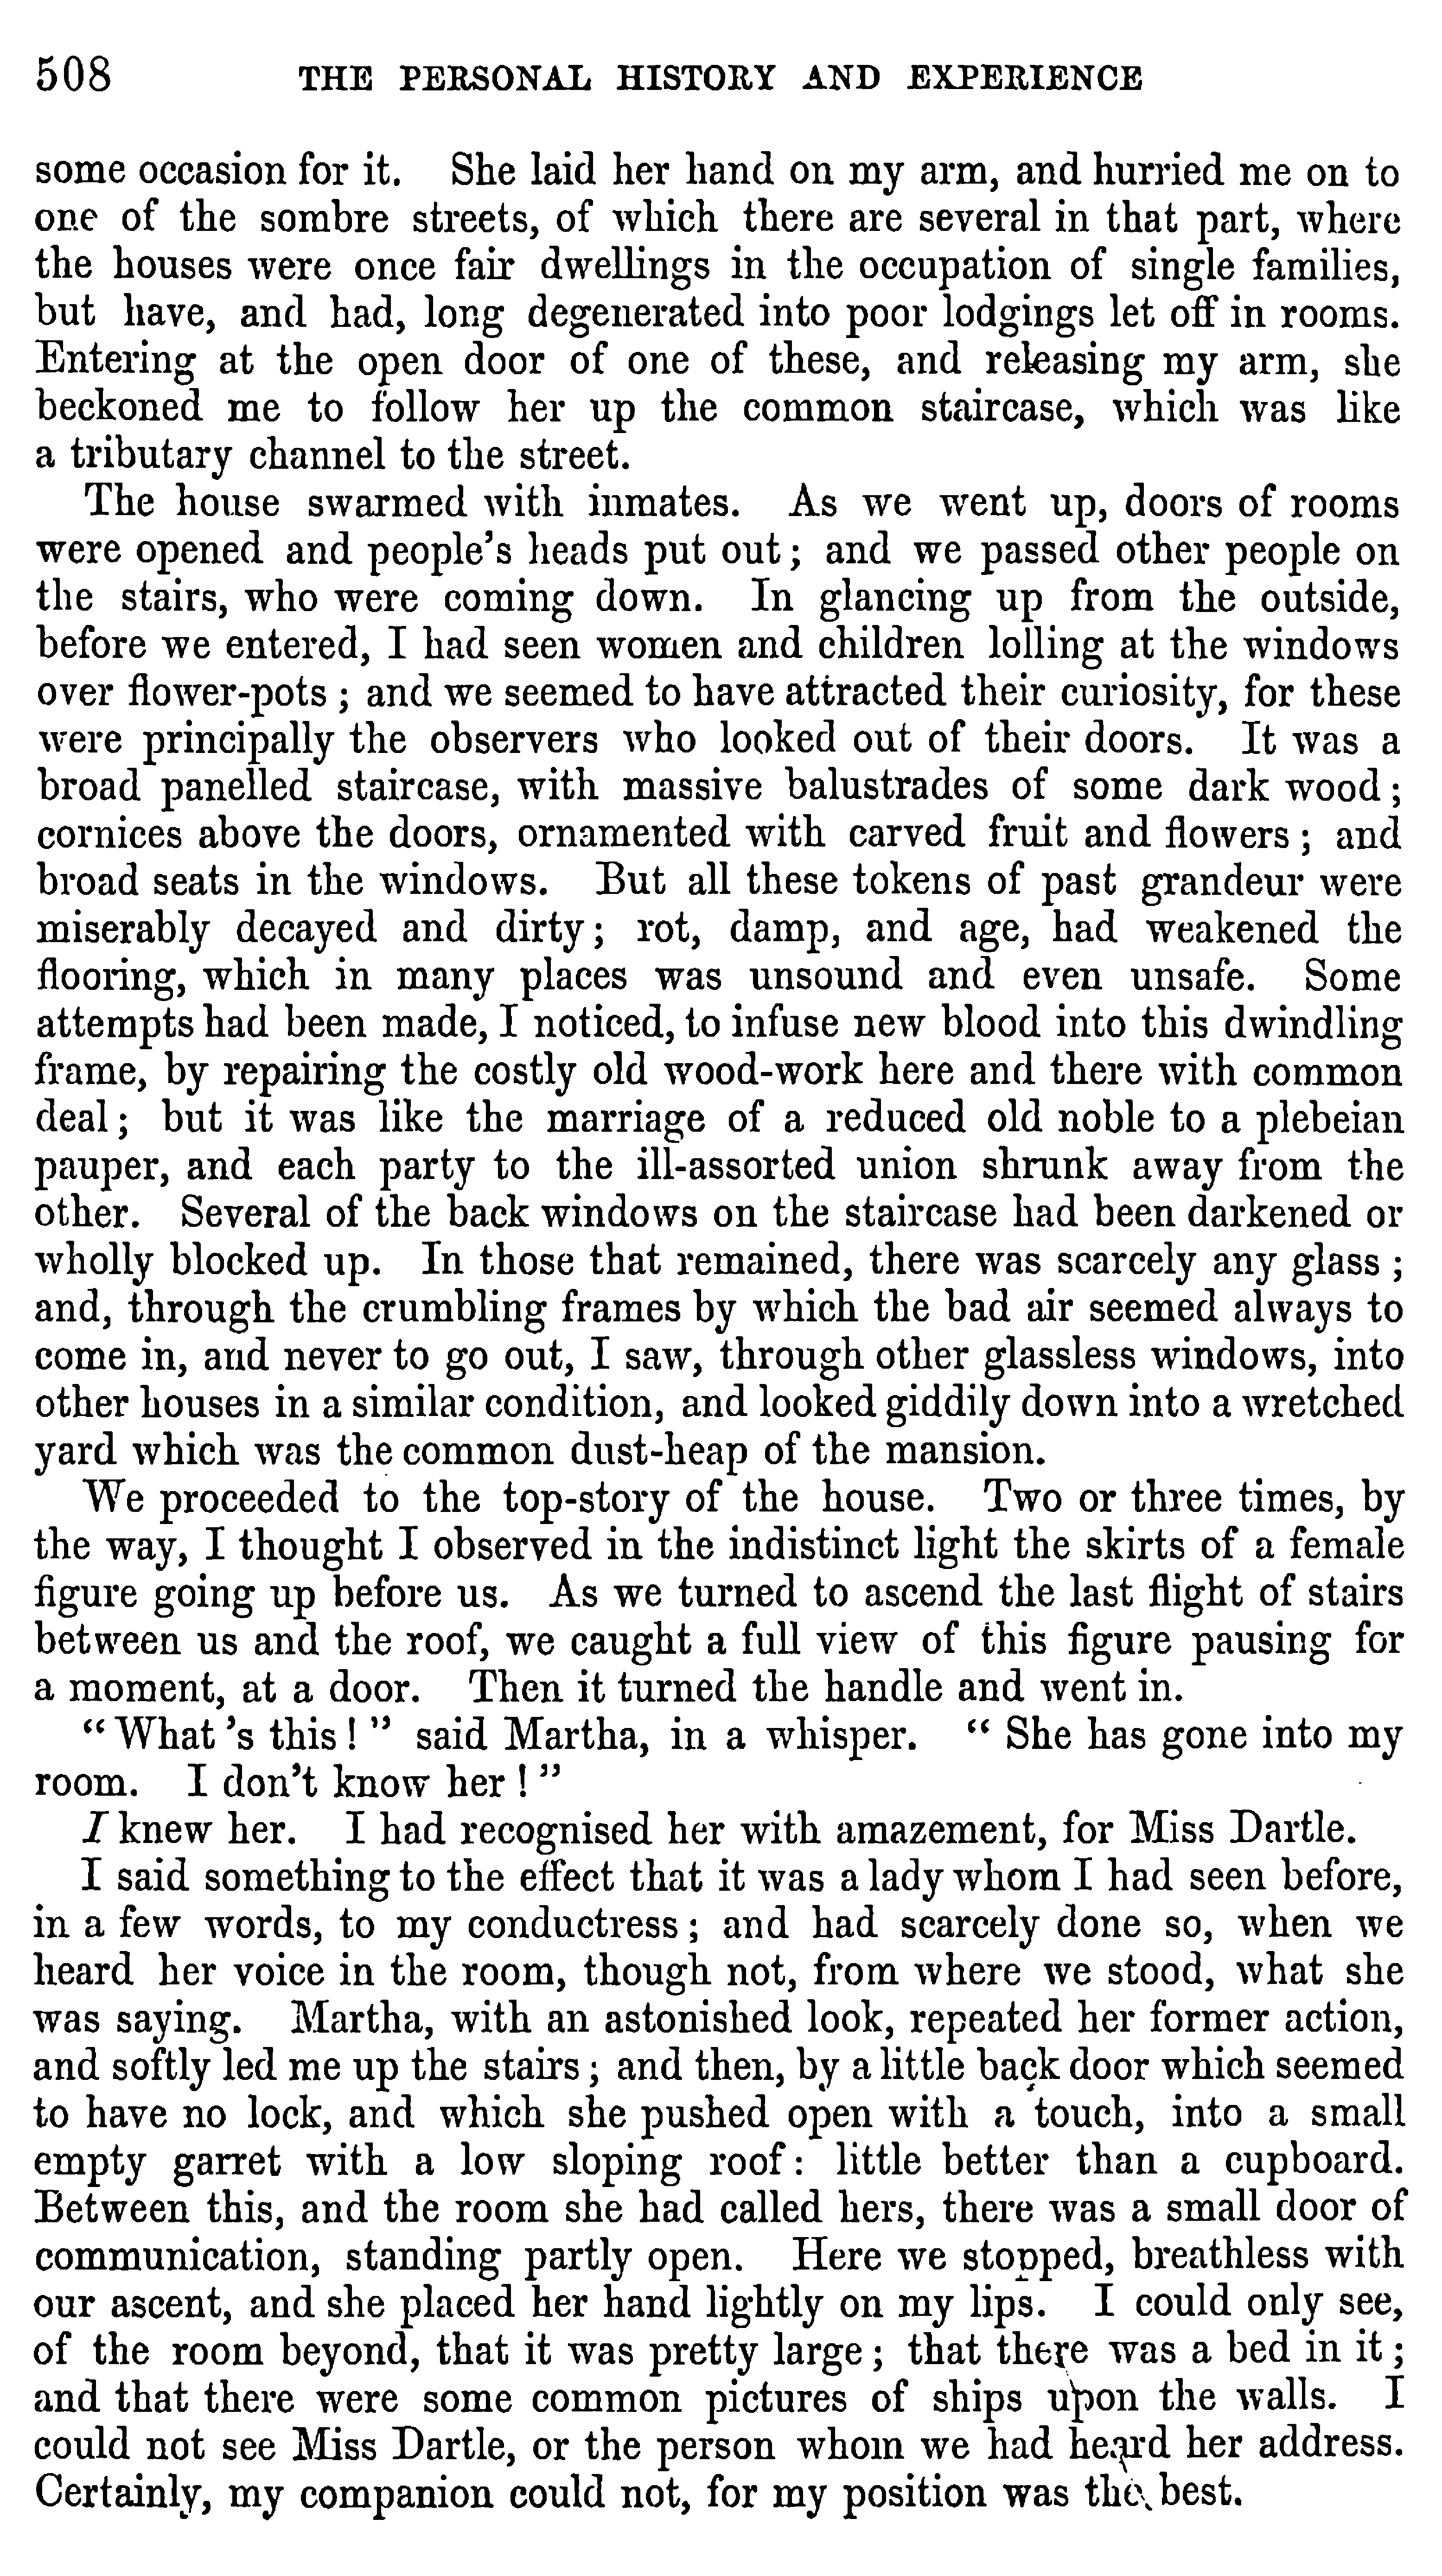 508 THE PERSONAL HISTORY AND EXPERIENCE
some occasion for it. She laid her hand on my arm, and hurried me on to
one of the sombre streets, of which there are several in that part, where
the houses were once fair dwellings in the occupation of single families,
but have, and had, long degenerated into poor lodgings let off in rooms.
Entering at the open door of one of these, and releasing my arm, she
beckoned me to follow her up the common staircase, which was like
a tributary channel to the street.
The house swarmed with inmates. As we went up, doors of rooms
were opened and people's heads put out; and we passed other people on
the stairs, who were coming down. In glancing up from the outside,
before we entered, I had seen women and children lolling at the windows
over flower-pots; and we seemed to have attracted their curiosity, for these
were principally the observers who looked out of their doors. It was a
broad panelled staircase, with massive balustrades of some dark wood;
cornices above the doors, ornamented with carved fruit and flowers; and
broad seats in the windows. But all these tokens of past grandeur were
miserably decayed and dirty; rot, damp, and age, had weakened the
flooring, which in many places was unsound and even unsafe. Some
attempts had been made, I noticed, to infuse new blood into this dwindling
frame, by repairing the costly old wood-work here and there with common
deal; but it was like the marriage of a reduced old noble to a plebeian
pauper, and each party to the ill-assorted union shrunk away from the
other. Several of the back windows on the staircase had been darkened or
wholly blocked up. In those that remained, there was scarcely any glass;
and, through the crumbling frames by which the bad air seemed always to
come in, and never to go out, I saw, through other glassless windows, into
other houses in a similar condition, and looked giddily down into a wretched
yard which was the common dust-heap of the mansion.
We proceeded to the top-story of the house. Two or three times, by
the way, I thought I observed in the indistinct light the skirts of a female
figure going up before us. As we turned to ascend the last flight of stairs
between us and the roof, we caught a full view of this figure pausing for
a moment, at a door. Then it turned the handle and went in.
"What's this!" said Martha, in a whisper. "She has gone into my
room. I don't know her!"
I knew her. I had recognised her with amazement, for Miss Dartle.
I said something to the effect that it was a lady whom I had seen before,
in a few words, to my conductress; and had scarcely done so, when we
heard her voice in the room, though not, from where we stood, what she
was saying. Martha, with an astonished look, repeated her former action,
and softly led me up the stairs; and then, by a little back door which seemed
to have no lock, and which she pushed open with a touch, into a small
empty garret with a low sloping roof: little better than a cupboard.
Between this, and the room she had called hers, there was a small door of
communication, standing partly open. Here we stopped, breathless with
our ascent, and she placed her hand lightly on my lips. I could only see,
of the room beyond, that it was pretty large; that there was a bed in it;
and that there were some common pictures of ships upon the walls. I
could not see Miss Dartle, or the person whom we had heard her address.
Certainly, my companion could not, for my position was the best.